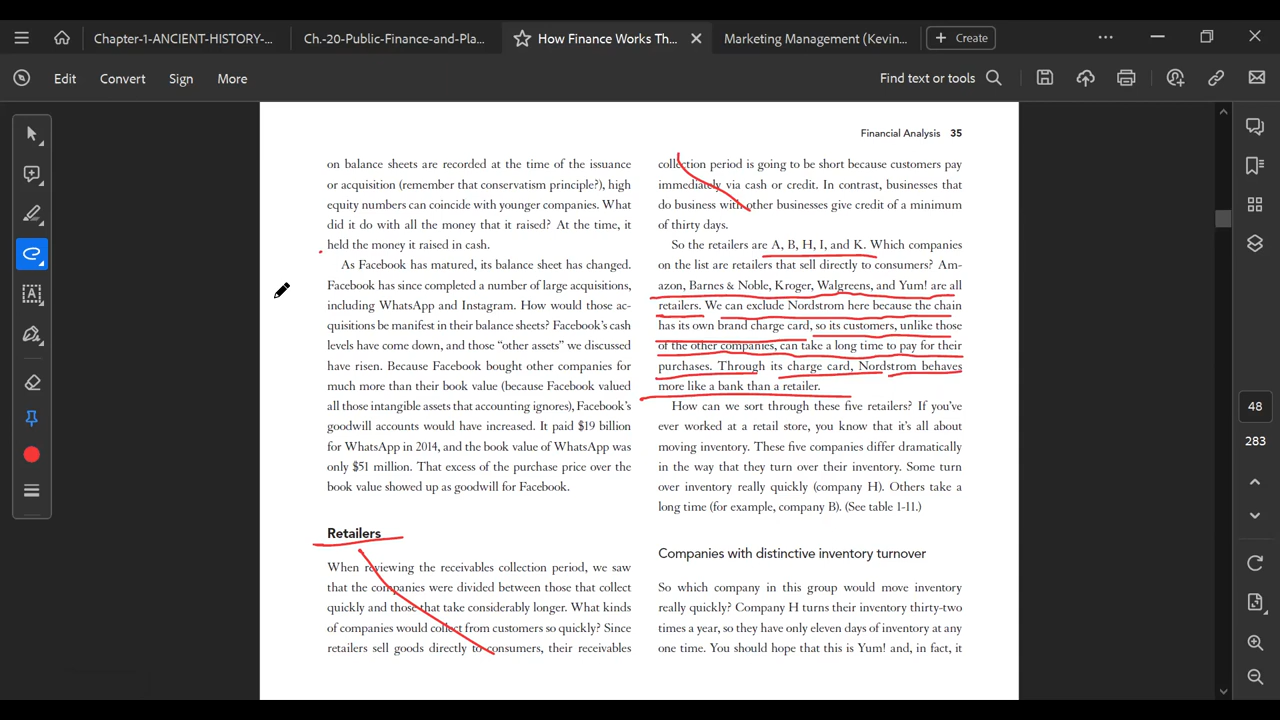 Chapter-1-ANCIENT-HISTORY-...
Ch.-20-Public-Finance-and-Pla...
How Finance Works Th...
Marketing Management (Kevin...
Create
Edit
Convert
Sign
More
Find text or tools
Financial Analysis 35
on balance sheets are recorded at the time of the issuance
or acquisition (remember that conservatism principle?), high
equity numbers can coincide with younger companies. What
did it do with all the money that it raised? At the time, it
held the money it raised in cash.
As Facebook has matured, its balance sheet has changed.
Facebook has since completed a number of large acquisitions,
including WhatsApp and Instagram. How would those ac-
quisitions be manifest in their balance sheets? Facebook’s cash
levels have come down, and those “other assets” we discussed
have risen. Because Facebook bought other companies for
much more than their book value (because Facebook valued
all those intangible assets that accounting ignores), Facebook’s
goodwill accounts would have increased. It paid $19 billion
for WhatsApp in 2014, and the book value of WhatsApp was
only $51 million. That excess of the purchase price over the
book value showed up as goodwill for Facebook.
Retailers
When reviewing the receivables collection period, we saw
that the companies were divided between those that collect
quickly and those that take considerably longer. What kinds
of companies would collect from customers so quickly? Since
retailers sell goods directly to consumers, their receivables
collection period is going to be short because customers pay
immediately via cash or credit. In contrast, businesses that
do business with other businesses give credit of a minimum
of thirty days.
So the retailers are A, B, H, I, and K. Which companies
on the list are retailers that sell directly to consumers? Am-
azon, Barnes & Noble, Kroger, Walgreens, and Yum! are all
retailers. We can exclude Nordstrom here because the chain
has its own brand charge card, so its customers, unlike those
of the other companies, can take a long time to pay for their
purchases. Through its charge card, Nordstrom behaves
more like a bank than a retailer.
How can we sort through these five retailers? If you’ve
ever worked at a retail store, you know that it’s all about
moving inventory. These five companies differ dramatically
in the way that they turn over their inventory. Some turn
over inventory really quickly (company H). Others take a
long time (for example, company B). (See table 1-11.)
Companies with distinctive inventory turnover
So which company in this group would move inventory
really quickly? Company H turns their inventory thirty-two
times a year, so they have only eleven days of inventory at any
one time. You should hope that this is Yum! and, in fact, it
48
283